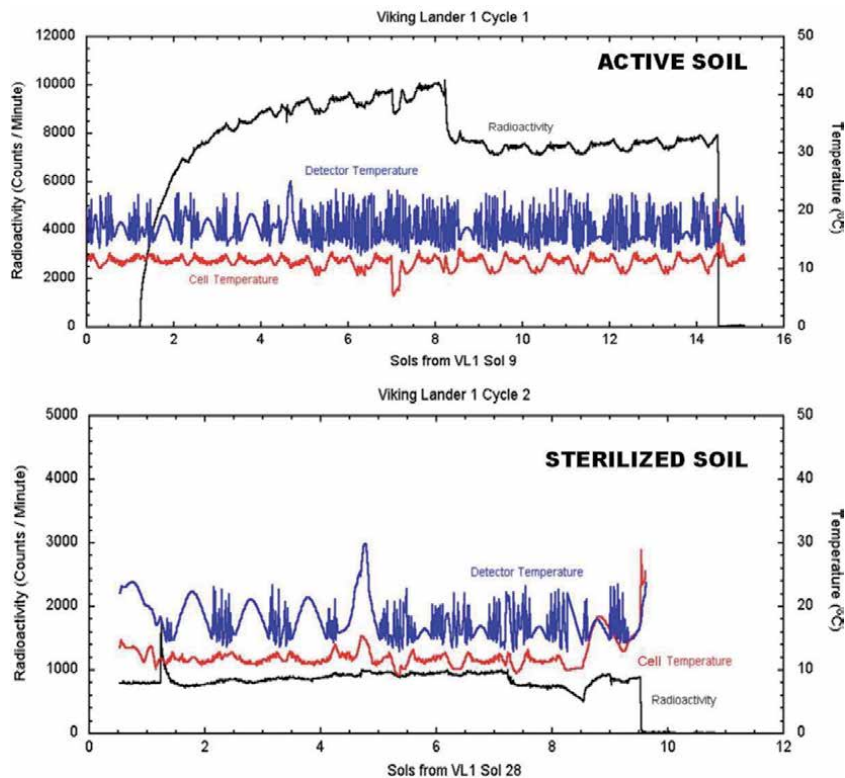 Viking Lander 1 Cycle 1
12000
10000
8000
6000
4000
2000
0
Radioactivity (Counts / Minute)
ACTIVE SOIL
Radioactivity
Detector Temperature
Cell Temperature
50
40
30
20
10
0
Temperature (⁰C)
0 2 4 6 8 10 12 14 16
Sols from VL1 Sol 9
Viking Lander 1 Cycle 2
5000
4000
3000
2000
1000
0
Radioactivity (Counts / Minute)
STERILIZED SOIL
Detector Temperature
Cell Temperature
Radioactivity
50
40
30
20
10
0
Temperature (⁰C)
0 2 4 6 8 10 12
Sols from VL1 Sol 28